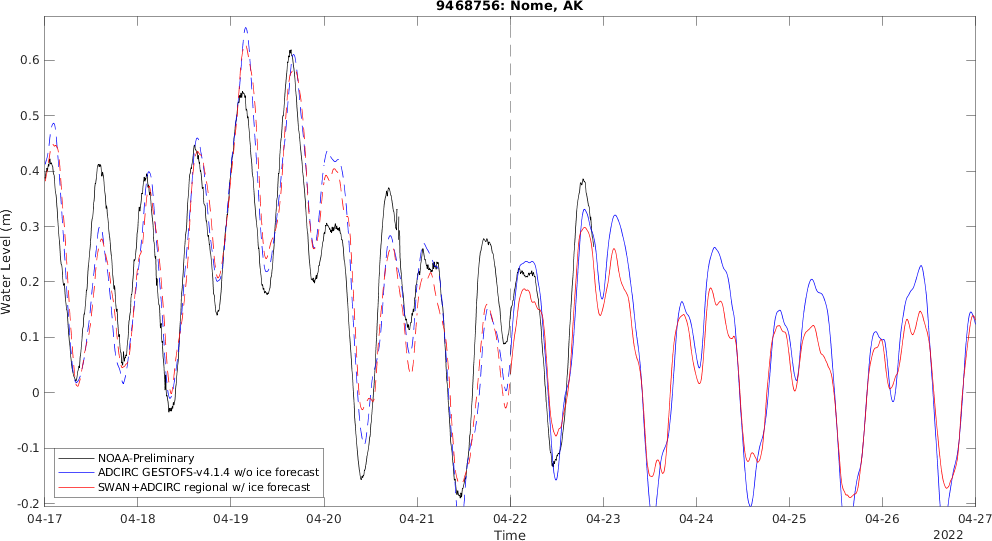 9468756: Nome, AK
Water Level (m)
0.6
0.5
0.4
0.3
0.2
0.1
0
-0.1
-0.2
NOAA-Preliminary
ADCIRC GESTOFS-v4.1.4 w/o ice forecast
SWAN+ADCIRC regional w/ ice forecast
04-17 04-18 04-19 04-20 04-21 04-22 04-23 04-24 04-25 04-26 04-27
Time
2022